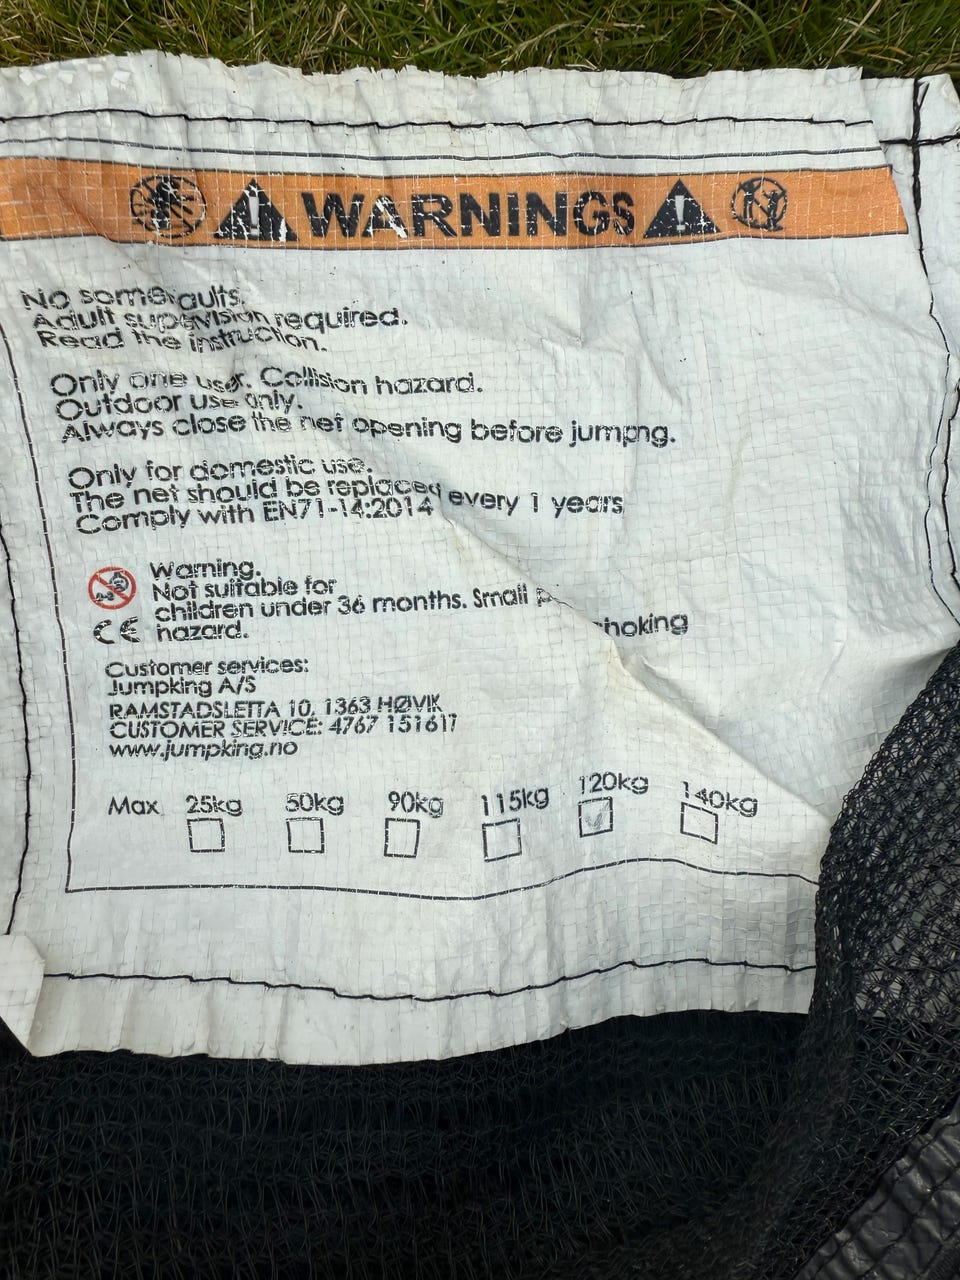 WARNINGS
No somersaults.
Adult supervision required.
Read the instruction.
Only one user. Collision hazard.
Outdoor use only.
Always close the net opening before jumpng.
Only for domestic use.
The net should be replaced every 1 years
Comply with EN71-14:2014
Warning.
Not suitable for
children under 36 months. Small
CE hazard. choking
Customer services:
Jumpking A/S
RAMSTADSLETTA 10, 1363 HØVIK
CUSTOMER SERVICE: 4767 151617
www.jumpking.no
Max 25kg 50kg 90kg 115kg 120kg 140kg